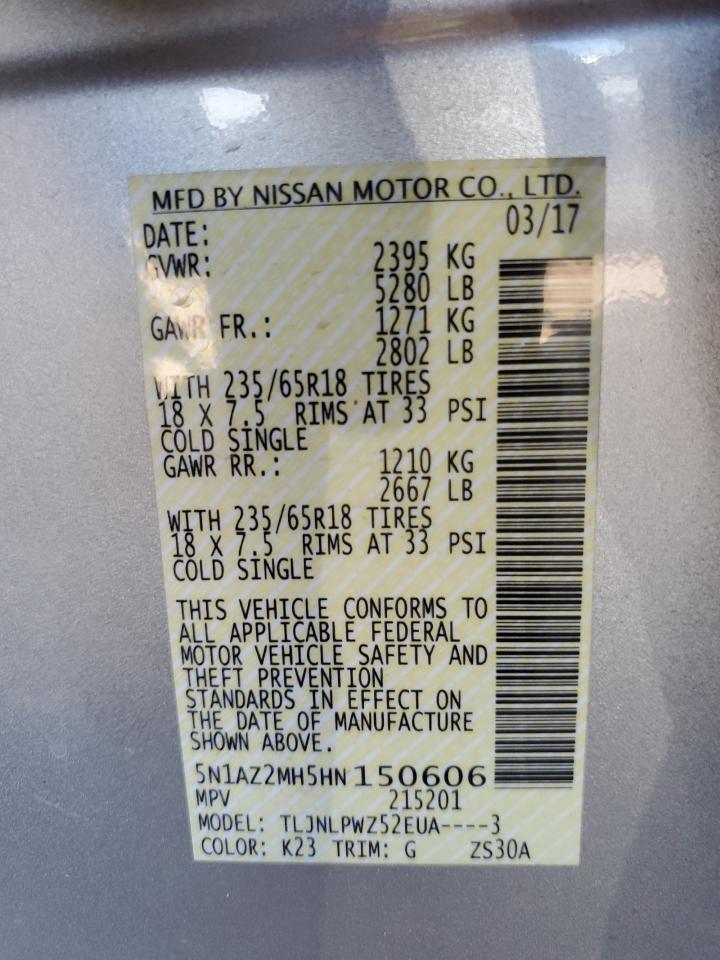 MFD BY NISSAN MOTOR CO., LTD.
DATE: 03/17
GVWR: 2395 KG
5280 LB
GAWR FR.: 1271 KG
2802 LB
WITH 235/65R18 TIRES
18 X 7.5 RIMS AT 33 PSI
COLD SINGLE
GAWR RR.: 1210 KG
2667 LB
WITH 235/65R18 TIRES
18 X 7.5 RIMS AT 33 PSI
COLD SINGLE
THIS VEHICLE CONFORMS TO
ALL APPLICABLE FEDERAL
MOTOR VEHICLE SAFETY AND
THEFT PREVENTION
STANDARDS IN EFFECT ON
THE DATE OF MANUFACTURE
SHOWN ABOVE.
5N1AZ2MH5HN150606
MPV 215201
MODEL: TLJNLPWZ52EUA----3
COLOR: K23 TRIM: G ZS30A